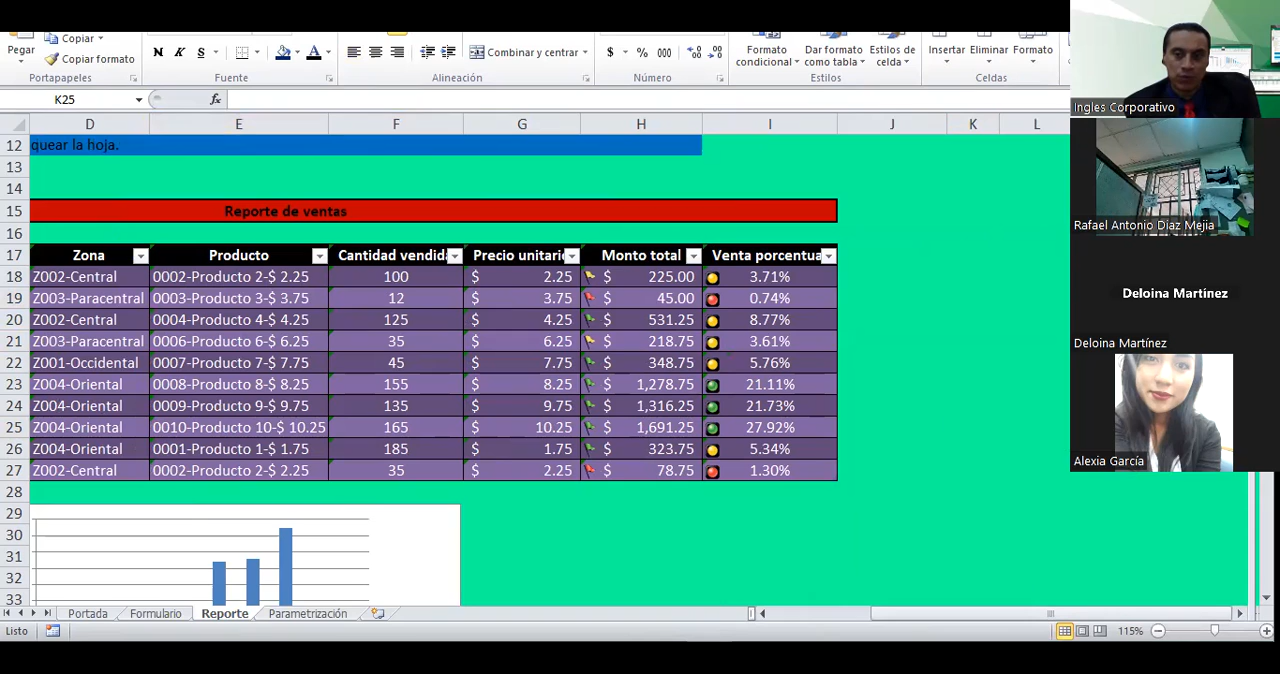 Copiar
Pegar
Copiar formato
N K S A
Combinar y centrar
$ % 000
Formato condicional
Dar formato como tabla
Estilos de celda
Insertar Eliminar Formato
Portapapeles
Fuente
Alineación
Número
Estilos
Celdas
K25
fx
D E F G H I J K L
12 quear la hoja.
13
14
15 Reporte de ventas
16
17 Zona Producto Cantidad vendida Precio unitari Monto total Venta porcentua
18 Z002-Central 0002-Producto 2-$ 2.25 100 $ 2.25 $ 225.00 3.71%
19 Z003-Paracentral 0003-Producto 3-$ 3.75 12 $ 3.75 $ 45.00 0.74%
20 Z002-Central 0004-Producto 4-$ 4.25 125 $ 4.25 $ 531.25 8.77%
21 Z003-Paracentral 0006-Producto 6-$ 6.25 35 $ 6.25 $ 218.75 3.61%
22 Z001-Occidental 0007-Producto 7-$ 7.75 45 $ 7.75 $ 348.75 5.76%
23 Z004-Oriental 0008-Producto 8-$ 8.25 155 $ 8.25 $ 1,278.75 21.11%
24 Z004-Oriental 0009-Producto 9-$ 9.75 135 $ 9.75 $ 1,316.25 21.73%
25 Z004-Oriental 0010-Producto 10-$ 10.25 165 $ 10.25 $ 1,691.25 27.92%
26 Z004-Oriental 0001-Producto 1-$ 1.75 185 $ 1.75 $ 323.75 5.34%
27 Z002-Central 0002-Producto 2-$ 2.25 35 $ 2.25 $ 78.75 1.30%
28
29
30
31
32
33
Portada Formulario Reporte Parametrización
Listo
115%
Ingles Corporativo
Rafael Antonio Diaz Mejia
Deloina Martínez
Deloina Martínez
Alexia García